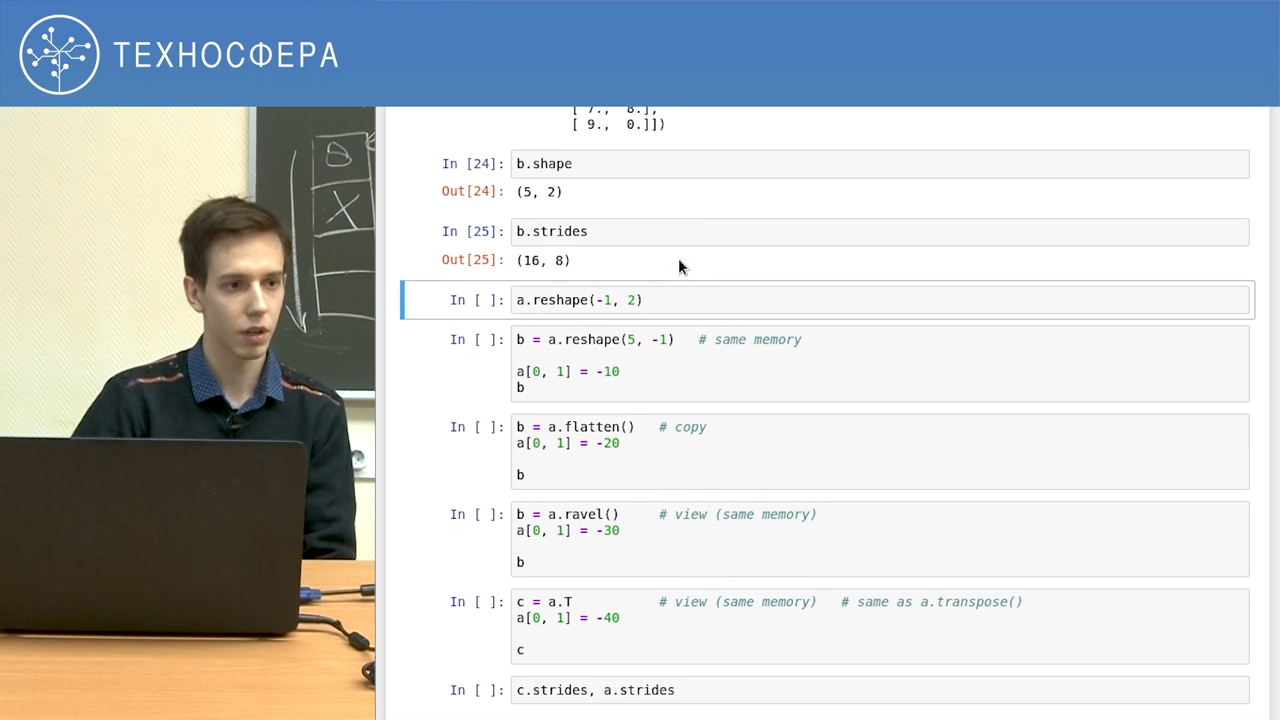 ТЕХНОСФЕРА
[ 7., 8.],
[ 9., 0.]])
In [24]: b.shape
Out[24]: (5, 2)
In [25]: b.strides
Out[25]: (16, 8)
In [ ]: a.reshape(-1, 2)
In [ ]: b = a.reshape(5, -1)   # same memory
a[0, 1] = -10
b
In [ ]: b = a.flatten()   # copy
a[0, 1] = -20
b
In [ ]: b = a.ravel()     # view (same memory)
a[0, 1] = -30
b
In [ ]: c = a.T          # view (same memory)   # same as a.transpose()
a[0, 1] = -40
c
In [ ]: c.strides, a.strides